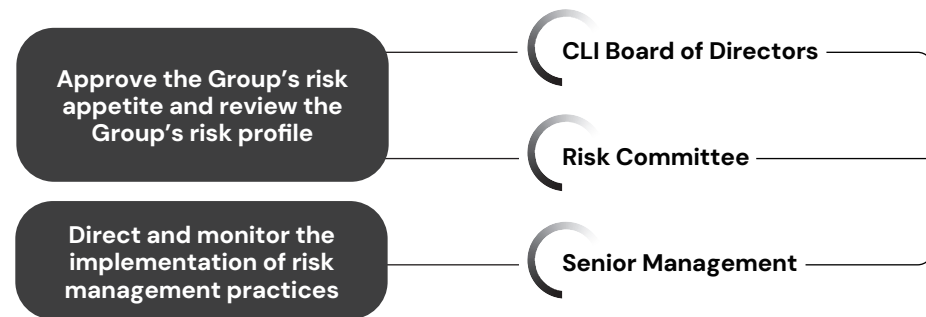 Approve the Group's risk
appetite and review the
Group's risk profile
CLI Board of Directors
Risk Committee
Direct and monitor the
implementation of risk
management practices
Senior Management